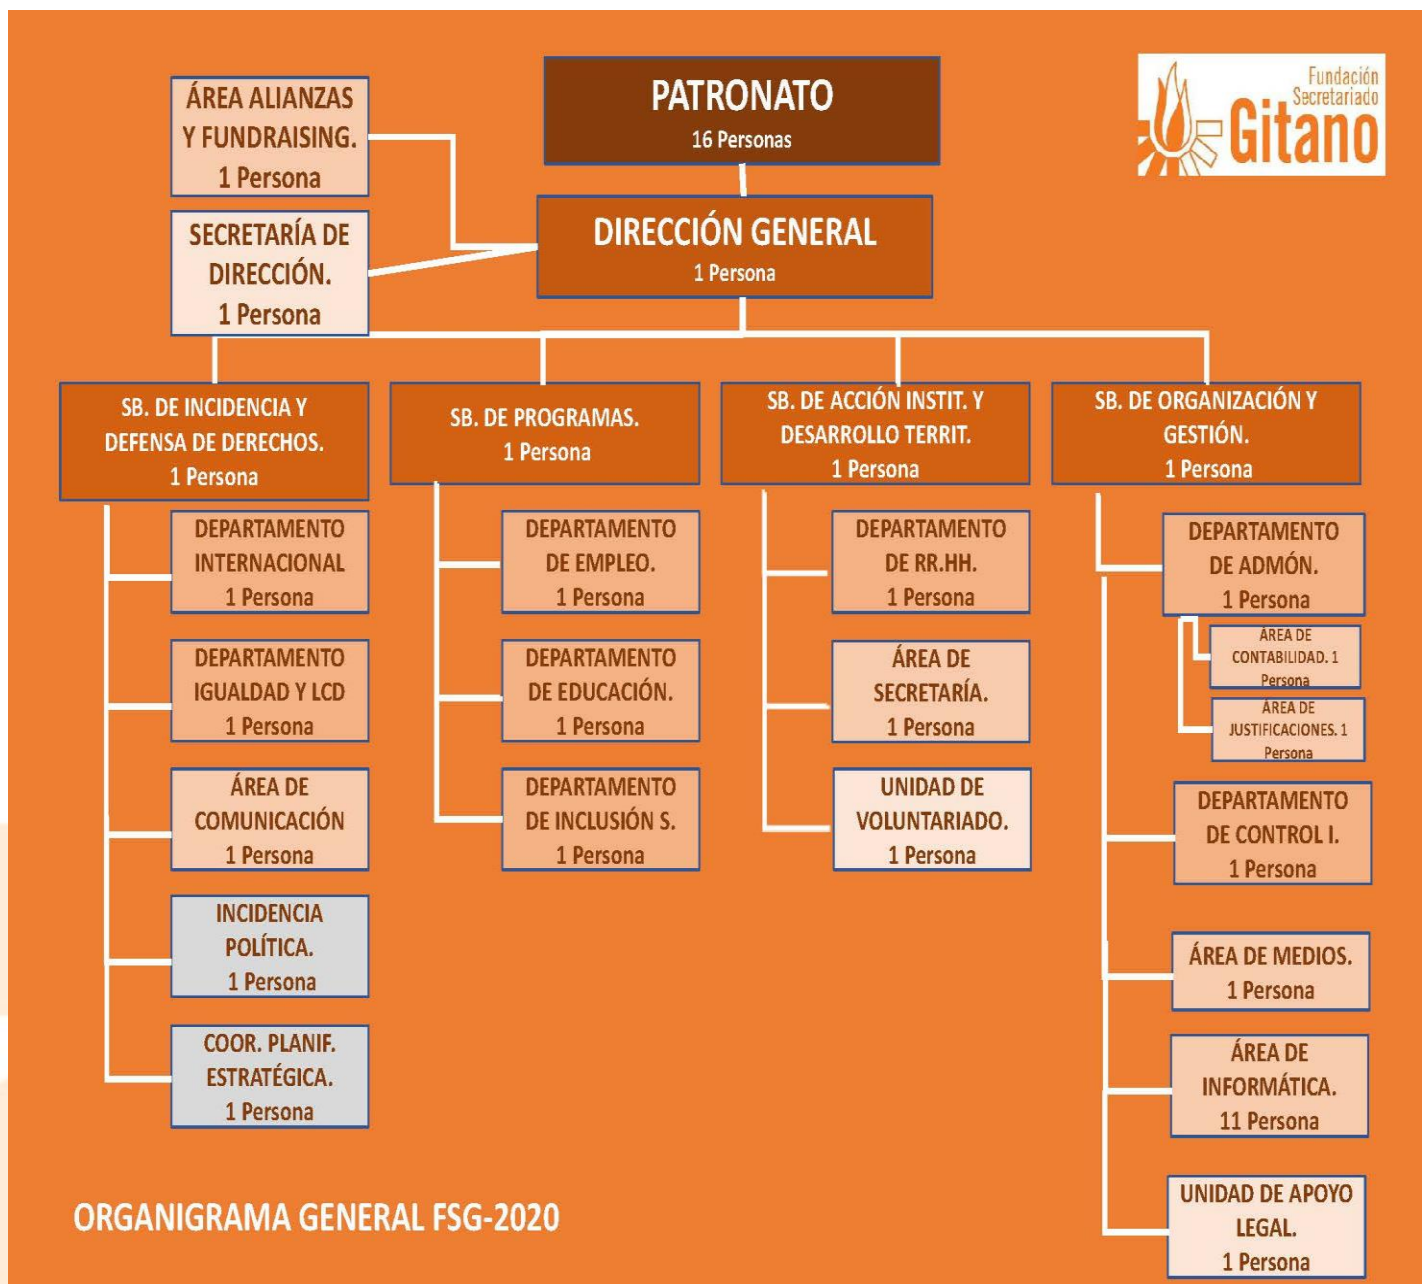 ÁREA ALIANZAS
Y FUNDRAISING.
1 Persona
PATRONATO
16 Personas
Fundación
Secretariado
Gitano
SECRETARÍA DE
DIRECCIÓN.
1 Persona
DIRECCIÓN GENERAL
1 Persona
SB. DE INCIDENCIA Y
DEFENSA DE DERECHOS.
1 Persona
DEPARTAMENTO
INTERNACIONAL
1 Persona
DEPARTAMENTO
IGUALDAD Y LCD
1 Persona
ÁREA DE
COMUNICACIÓN
1 Persona
INCIDENCIA
POLÍTICA.
1 Persona
COOR. PLANIF.
ESTRATÉGICA.
1 Persona
SB. DE PROGRAMAS.
1 Persona
DEPARTAMENTO
DE EMPLEO.
1 Persona
DEPARTAMENTO
DE EDUCACIÓN.
1 Persona
DEPARTAMENTO
DE INCLUSIÓN S.
1 Persona
SB. DE ACCIÓN INSTIT. Y
DESARROLLO TERRIT.
1 Persona
DEPARTAMENTO
DE RR.HH.
1 Persona
ÁREA DE
SECRETARÍA.
1 Persona
UNIDAD DE
VOLUNTARIADO.
1 Persona
SB. DE ORGANIZACIÓN Y
GESTIÓN.
1 Persona
DEPARTAMENTO
DE ADMÓN.
1 Persona
ÁREA DE
CONTABILIDAD. 1
Persona
ÁREA DE
JUSTIFICACIONES. 1
Persona
DEPARTAMENTO
DE CONTROL I.
1 Persona
ÁREA DE MEDIOS.
1 Persona
ÁREA DE
INFORMÁTICA.
11 Persona
UNIDAD DE APOYO
LEGAL.
1 Persona
ORGANIGRAMA GENERAL FSG-2020